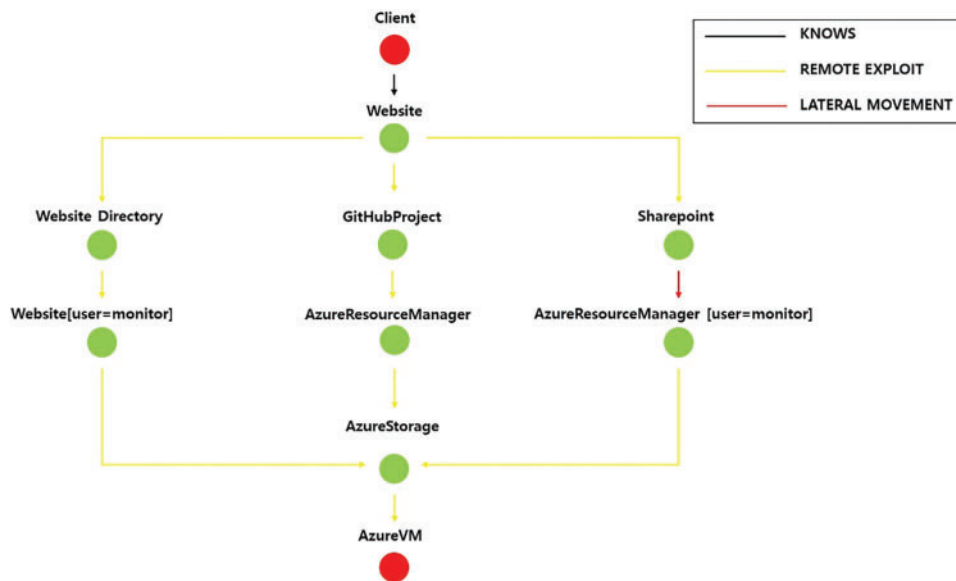 Client
KNOWS
REMOTE EXPLOIT
LATERAL MOVEMENT
Website
Website Directory
GitHubProject
Sharepoint
Website[user=monitor]
AzureResourceManager
AzureResourceManager [user=monitor]
AzureStorage
AzureVM